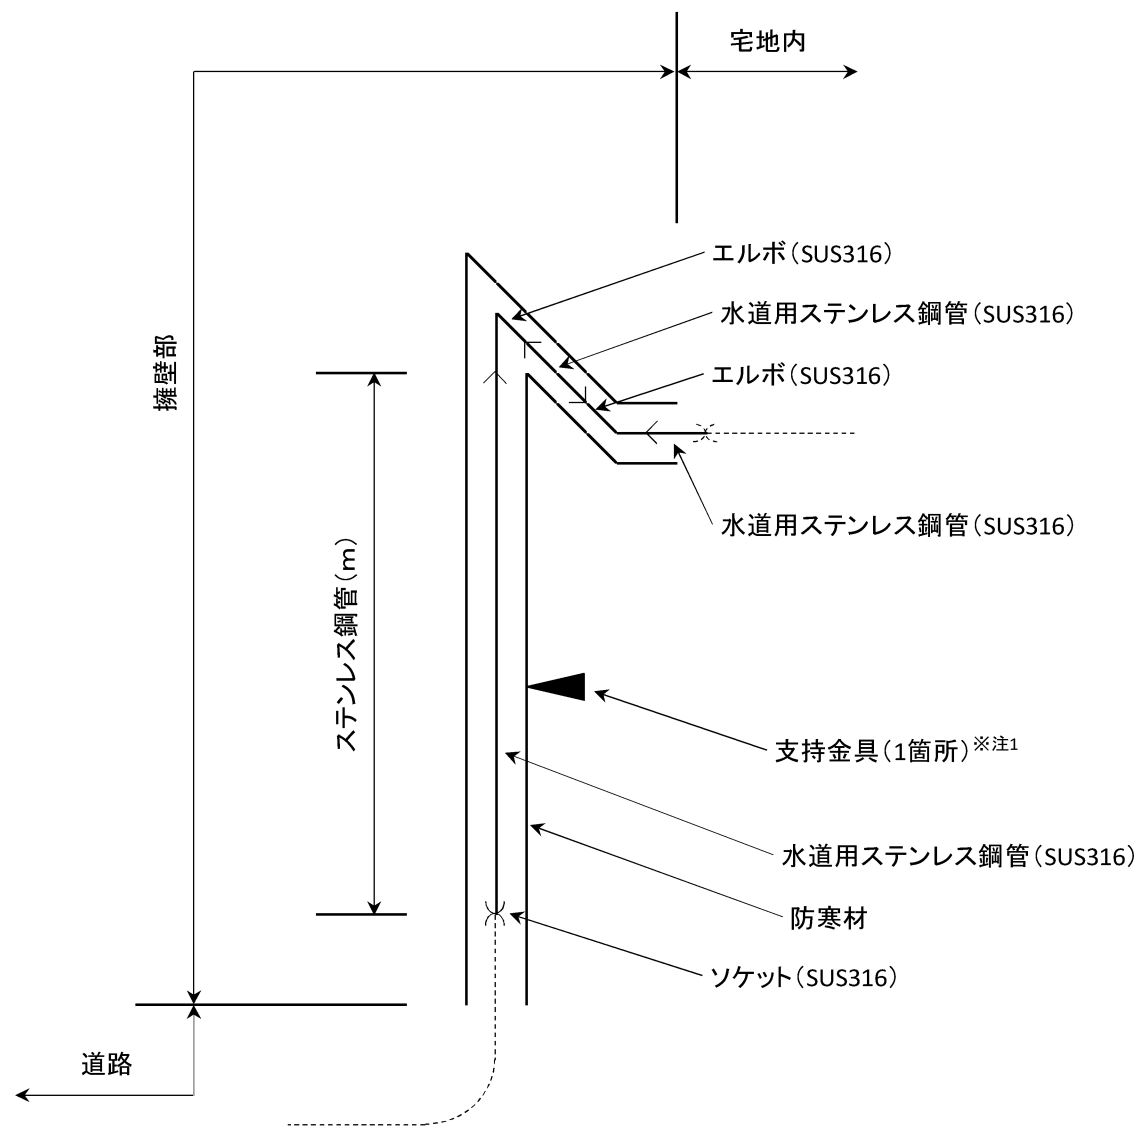 宅地内
エルボ（SUS316）
水道用ステンレス鋼管（SUS316）
擁壁部
エルボ（SUS316）
水道用ステンレス鋼管（SUS316）
ステンレス鋼管（ｍ）
支持金具（1箇所）※注1
水道用ステンレス鋼管（SUS316）
防寒材
ソケット（SUS316）
道路